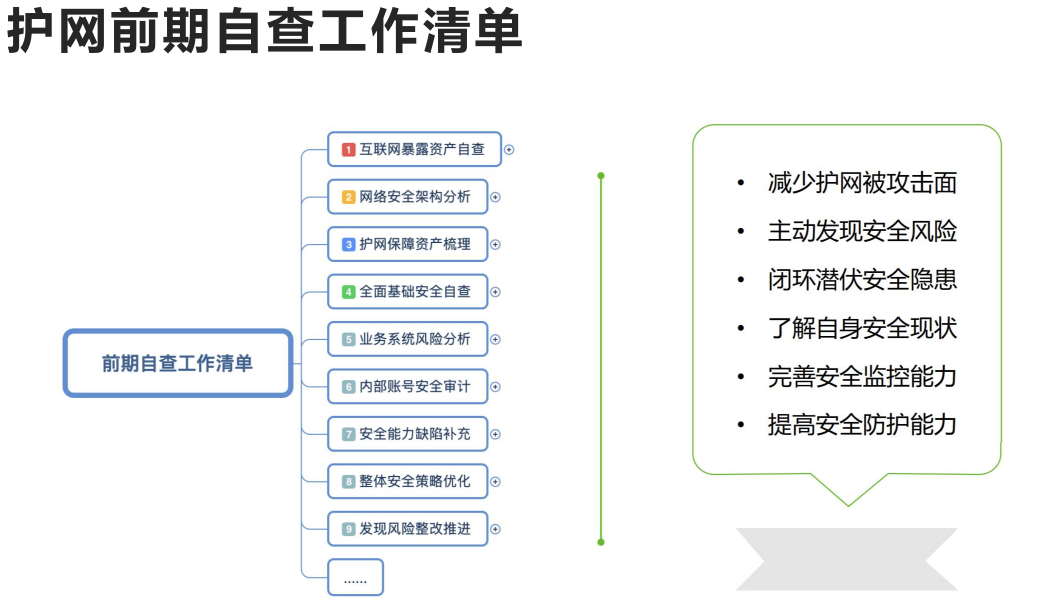 护网前期自查工作清单
前期自查工作清单
1 互联网暴露资产自查
2 网络安全架构分析
3 护网保障资产梳理
4 全面基础安全自查
5 业务系统风险分析
6 内部账号安全审计
7 安全能力缺陷补充
8 整体安全策略优化
9 发现风险整改推进
......
• 减少护网被攻击面
• 主动发现安全风险
• 闭环潜伏安全隐患
• 了解自身安全现状
• 完善安全监控能力
• 提高安全防护能力